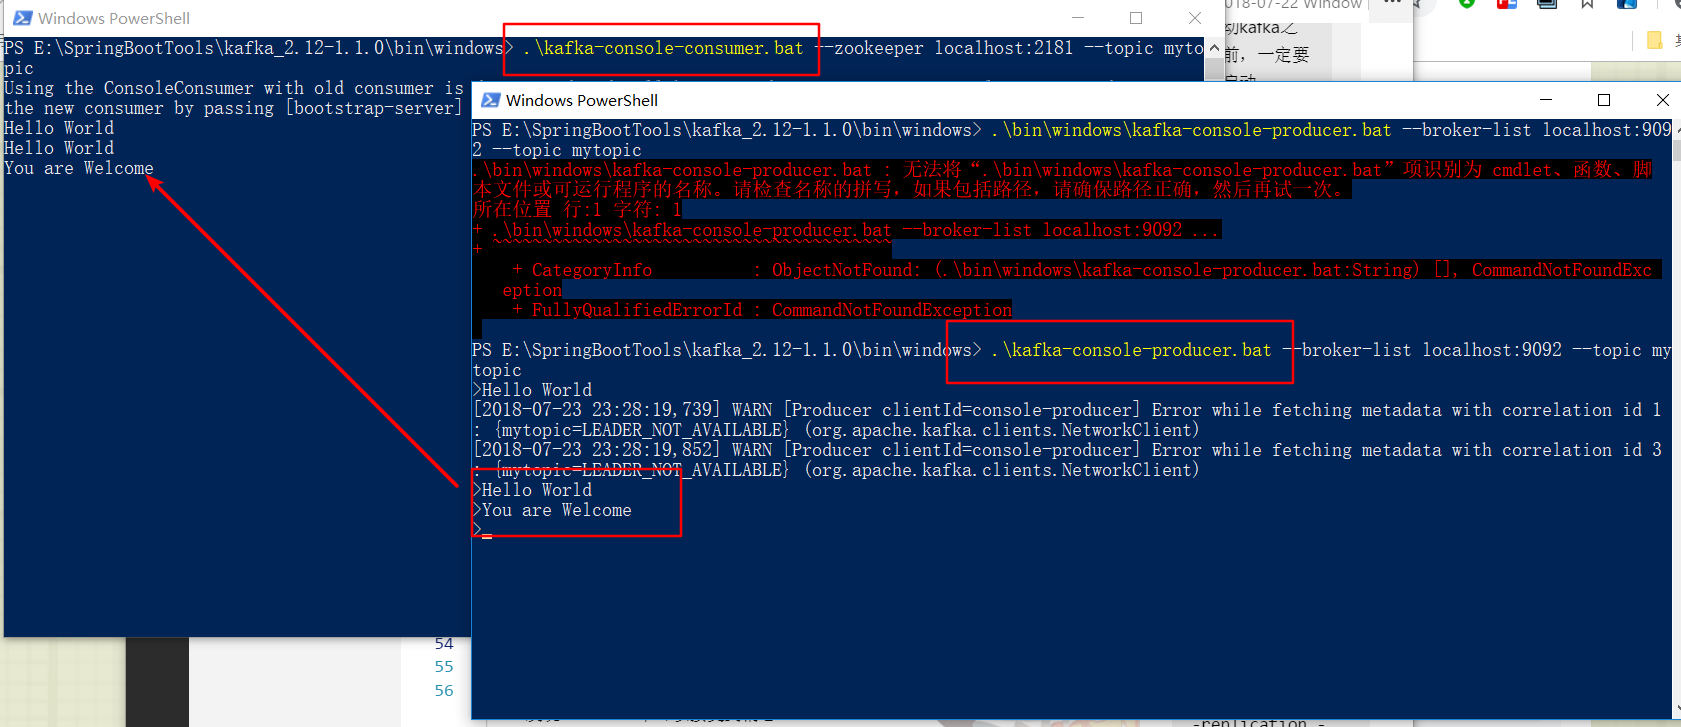 Windows PowerShell
PS E:\SpringBootTools\kafka_2.12-1.1.0\bin\windows> .\kafka-console-consumer.bat --zookeeper localhost:2181 --topic myto
pic
Using the ConsoleConsumer with old consumer is
the new consumer by passing [bootstrap-server]
Hello World
Hello World
You are Welcome
018-07-22 Window
动kafka之
前，一定要
启动
Windows PowerShell
PS E:\SpringBootTools\kafka_2.12-1.1.0\bin\windows> .\bin\windows\kafka-console-producer.bat --broker-list localhost:909
2 --topic mytopic
.\bin\windows\kafka-console-producer.bat : 无法将“.\bin\windows\kafka-console-producer.bat”项识别为 cmdlet、函数、脚
本文件或可运行程序的名称。请检查名称的拼写，如果包括路径，请确保路径正确，然后再试一次。
所在位置 行:1 字符: 1
+ .\bin\windows\kafka-console-producer.bat --broker-list localhost:9092 ...
+ ~~~~~~~~~~~~~~~~~~~~~~~~~~~~~~~~~~~~~~~~
+ CategoryInfo          : ObjectNotFound: (.\bin\windows\kafka-console-producer.bat:String) [], CommandNotFoundExc
eption
+ FullyQualifiedErrorId : CommandNotFoundException
PS E:\SpringBootTools\kafka_2.12-1.1.0\bin\windows> .\kafka-console-producer.bat --broker-list localhost:9092 --topic my
topic
>Hello World
[2018-07-23 23:28:19,739] WARN [Producer clientId=console-producer] Error while fetching metadata with correlation id 1
: {mytopic=LEADER_NOT_AVAILABLE} (org.apache.kafka.clients.NetworkClient)
[2018-07-23 23:28:19,852] WARN [Producer clientId=console-producer] Error while fetching metadata with correlation id 3
: {mytopic=LEADER_NOT_AVAILABLE} (org.apache.kafka.clients.NetworkClient)
>Hello World
>You are Welcome
>_
54
55
56
-replication -